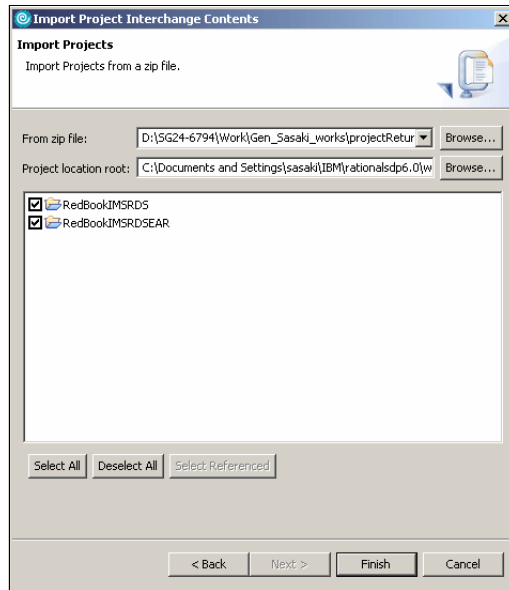 Import Project Interchange Contents
Import Projects
Import Projects from a zip file.
From zip file: D:\SG24-6794\Work\Gen_Sasaki_works\projectRetur Browse...
Project location root: C:\Documents and Settings\sasaki\IBM\rationalsdp6.0\w Browse...
RedBookIMSRDS
RedBookIMSRDSEAR
Select All Deselect All Select Referenced
< Back Next > Finish Cancel